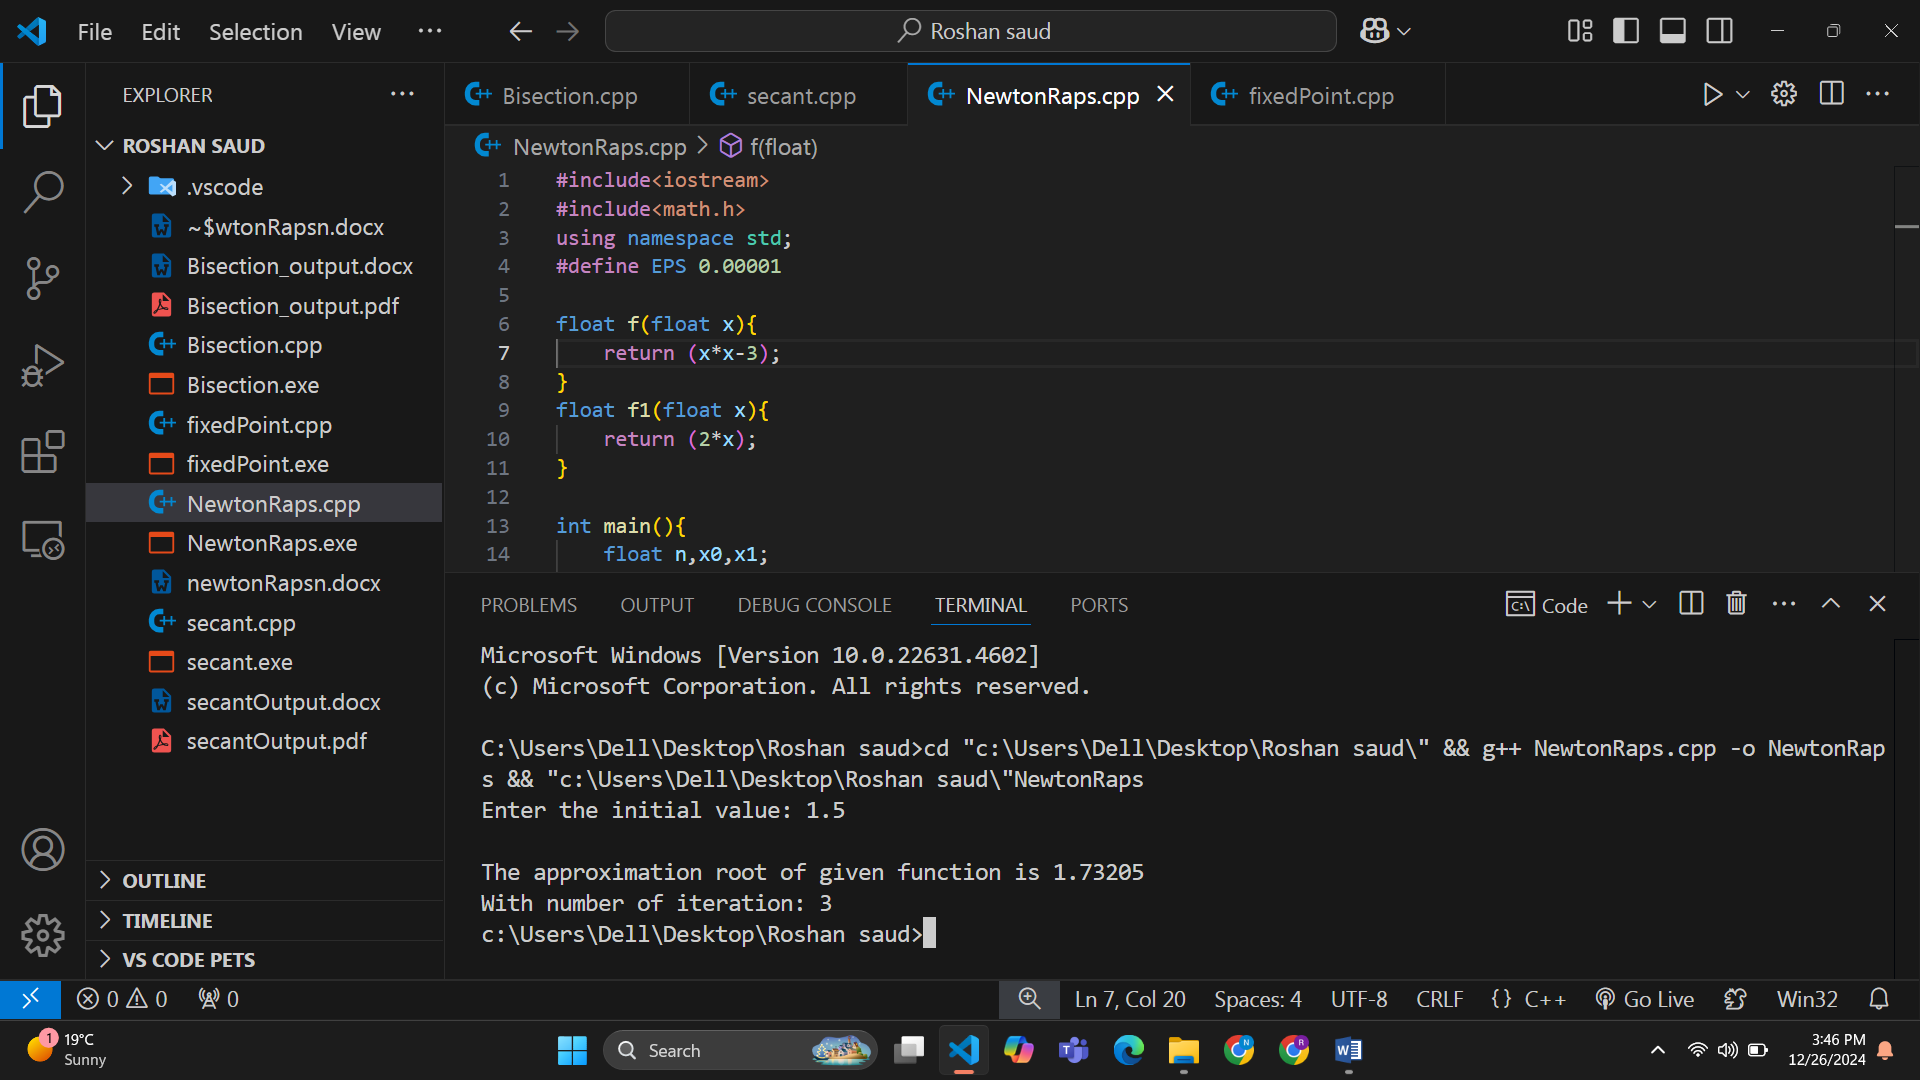 File Edit Selection View ··· Roshan saud
EXPLORER ···
ROSHAN SAUD
.vscode
~$wtonRapsn.docx
Bisection_output.docx
Bisection_output.pdf
Bisection.cpp
Bisection.exe
fixedPoint.cpp
fixedPoint.exe
NewtonRaps.cpp
NewtonRaps.exe
newtonRapsn.docx
secant.cpp
secant.exe
secantOutput.docx
secantOutput.pdf
OUTLINE
TIMELINE
VS CODE PETS
Bisection.cpp secant.cpp NewtonRaps.cpp fixedPoint.cpp
NewtonRaps.cpp > f(float)
1 #include<iostream>
2 #include<math.h>
3 using namespace std;
4 #define EPS 0.00001
5
6 float f(float x){
7 return (x*x-3);
8 }
9 float f1(float x){
10 return (2*x);
11 }
12
13 int main(){
14 float n,x0,x1;
PROBLEMS OUTPUT DEBUG CONSOLE TERMINAL PORTS Code
Microsoft Windows [Version 10.0.22631.4602]
(c) Microsoft Corporation. All rights reserved.
C:\Users\Dell\Desktop\Roshan saud>cd "c:\Users\Dell\Desktop\Roshan saud\" && g++ NewtonRaps.cpp -o NewtonRap
s && "c:\Users\Dell\Desktop\Roshan saud\"NewtonRaps
Enter the initial value: 1.5
The approximation root of given function is 1.73205
With number of iteration: 3
c:\Users\Dell\Desktop\Roshan saud>
0 0 0 Ln 7, Col 20 Spaces: 4 UTF-8 CRLF {} C++ Go Live Win32
1 19°C
Sunny
Search
3:46 PM
12/26/2024